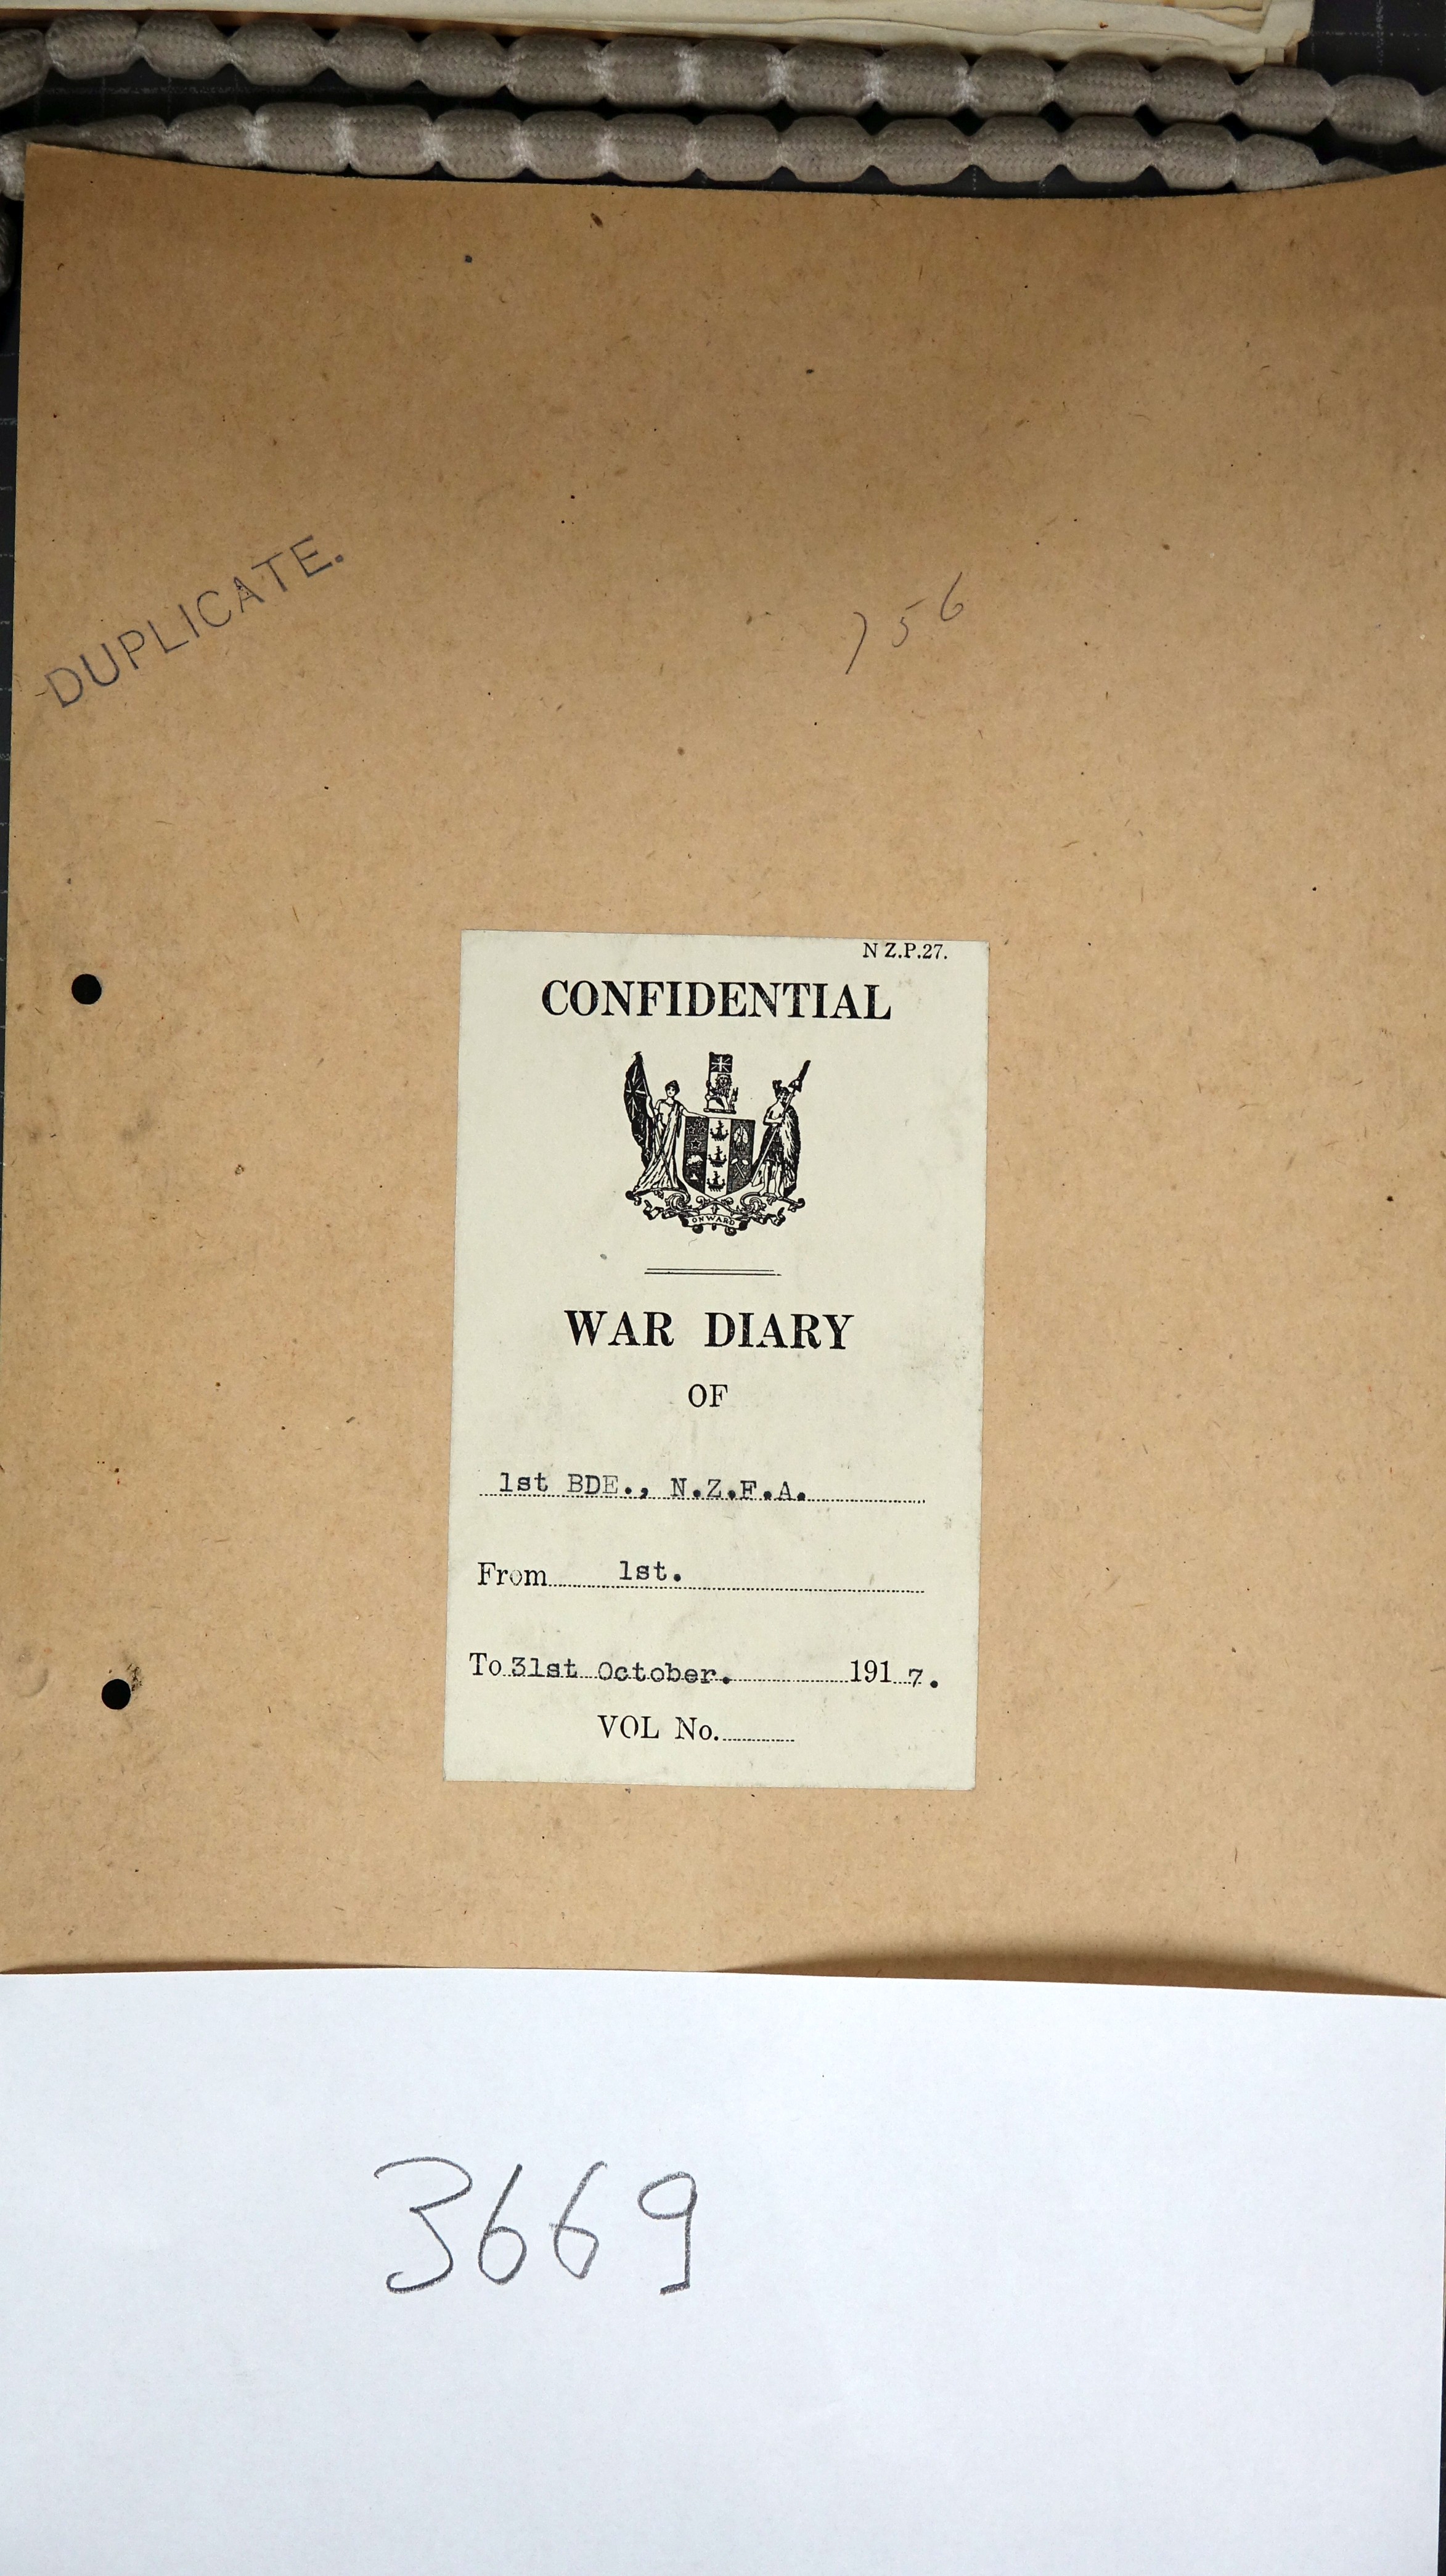 DUPLICATE.
756
N Z.P.27.
CONFIDENTIAL
ONWARD
WAR DIARY
OF
1st BDE., N.Z.F.A.
From 1st.
To 31st October. 1917.
VOL No.
3669